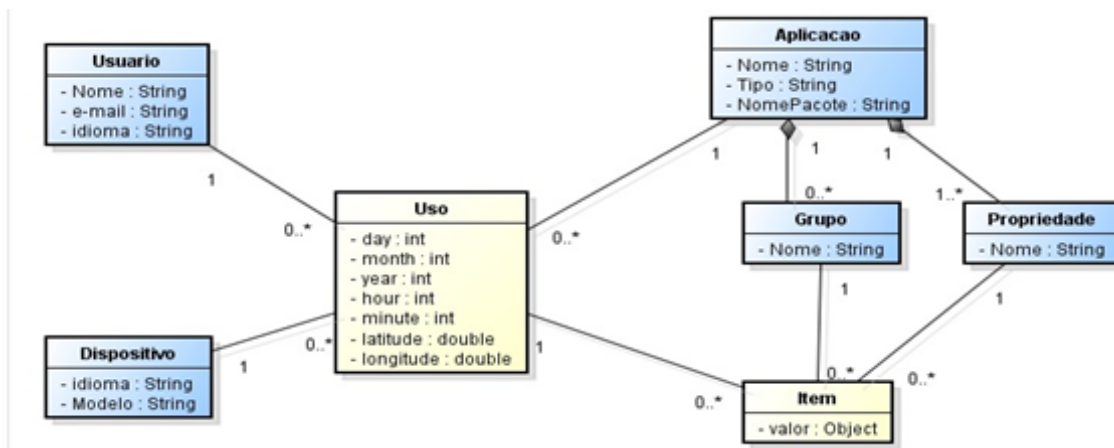 Usuario
- Nome : String
- e-mail : String
- idioma : String
1
0..*
Aplicacao
- Nome : String
- Tipo : String
- NomePacote : String
1
1
1
0..*
0..*
1..*
Uso
- day : int
- month : int
- year : int
- hour : int
- minute : int
- latitude : double
- longitude : double
Grupo
- Nome : String
1
Propriedade
- Nome : String
1
Dispositivo
- idioma : String
- Modelo : String
1
0..*
1
0..*
0..*
0..*
Item
- valor : Object